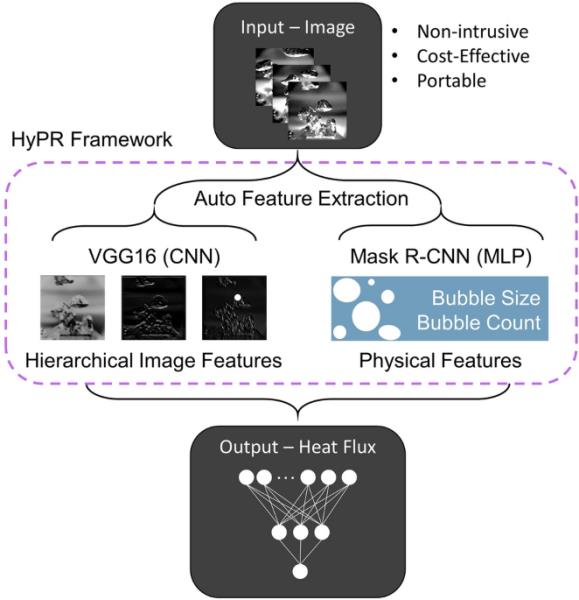 Input – Image
• Non-intrusive
• Cost-Effective
• Portable
HyPR Framework
Auto Feature Extraction
VGG16 (CNN)
Mask R-CNN (MLP)
Bubble Size
Bubble Count
Hierarchical Image Features
Physical Features
Output – Heat Flux
...